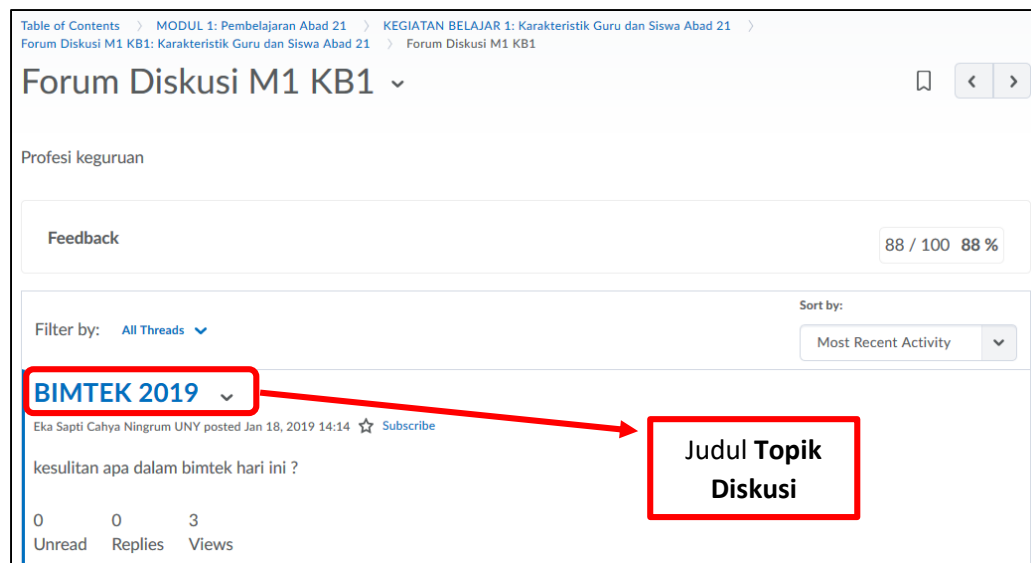 Table of Contents > MODUL 1: Pembelajaran Abad 21 > KEGIATAN BELAJAR 1: Karakteristik Guru dan Siswa Abad 21 >
Forum Diskusi M1 KB1: Karakteristik Guru dan Siswa Abad 21 > Forum Diskusi M1 KB1
Forum Diskusi M1 KB1
Profesi keguruan
Feedback
88 / 100 88 %
Sort by:
Filter by: All Threads
Most Recent Activity
BIMTEK 2019
Eka Sapti Cahya Ningrum UNY posted Jan 18, 2019 14:14 Subscribe
kesulitan apa dalam bimtek hari ini ?
Judul Topik
Diskusi
0 0 3
Unread Replies Views